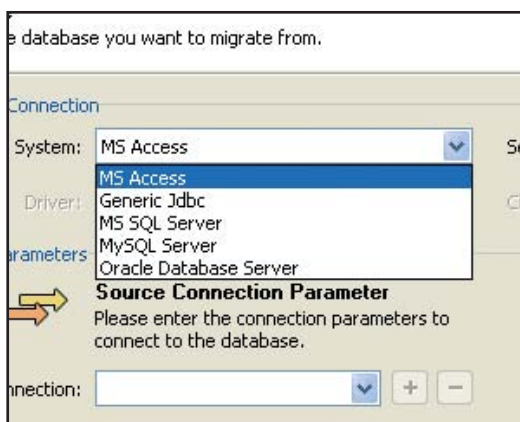 e database you want to migrate from.
Connection
System: MS Access
MS Access
Driver: Generic Jdbc
MS SQL Server
MySQL Server
arameters
Oracle Database Server
Source Connection Parameter
Please enter the connection parameters to
connect to the database.
nnection: